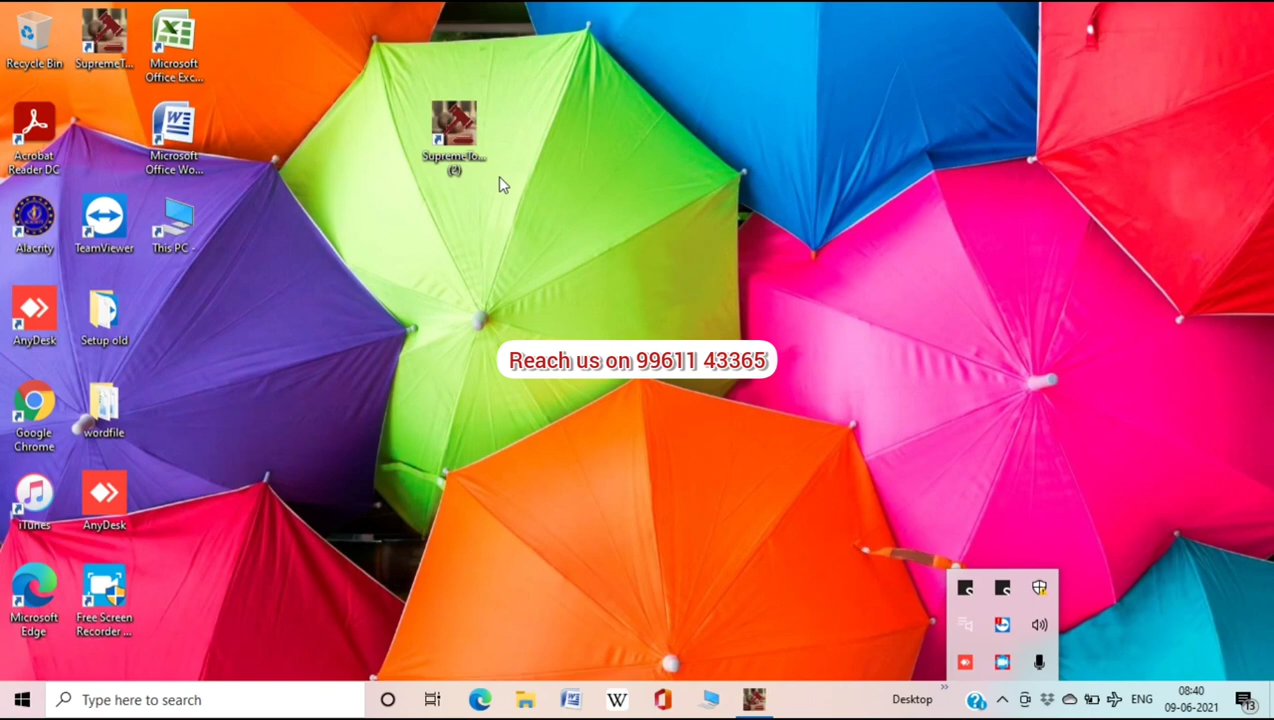 Recycle Bin
SupremeT...
Microsoft
Office Exc...
Acrobat
Reader DC
Microsoft
Office Wo...
SupremeTo...
(2)
Alacrity
TeamViewer
This PC -
AnyDesk
Setup old
Google
Chrome
wordfile
iTunes
AnyDesk
Microsoft
Edge
Free Screen
Recorder ...
Reach us on 99611 43365
Type here to search
Desktop
ENG
08:40
09-06-2021
13